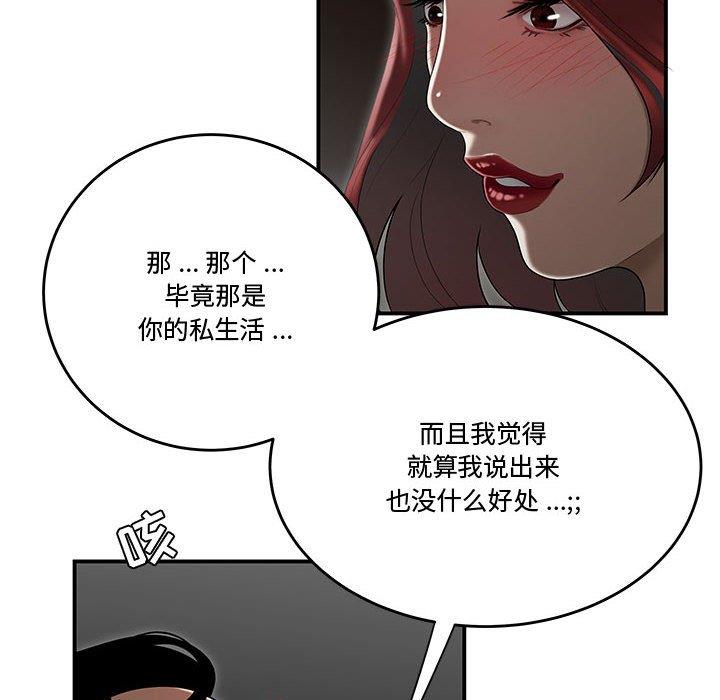 那 ... 那个 ...
毕竟那是
你的私生活 ...
而且我觉得
就算我说出来
也没什么好处 ...;;
咳